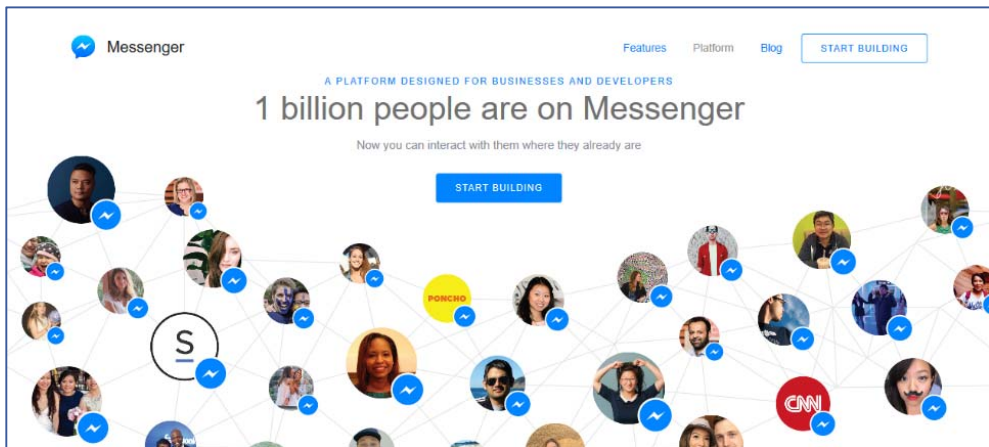 Messenger
Features Platform Blog START BUILDING
A PLATFORM DESIGNED FOR BUSINESSES AND DEVELOPERS
1 billion people are on Messenger
Now you can interact with them where they already are
START BUILDING
PONCHO
S
CNN